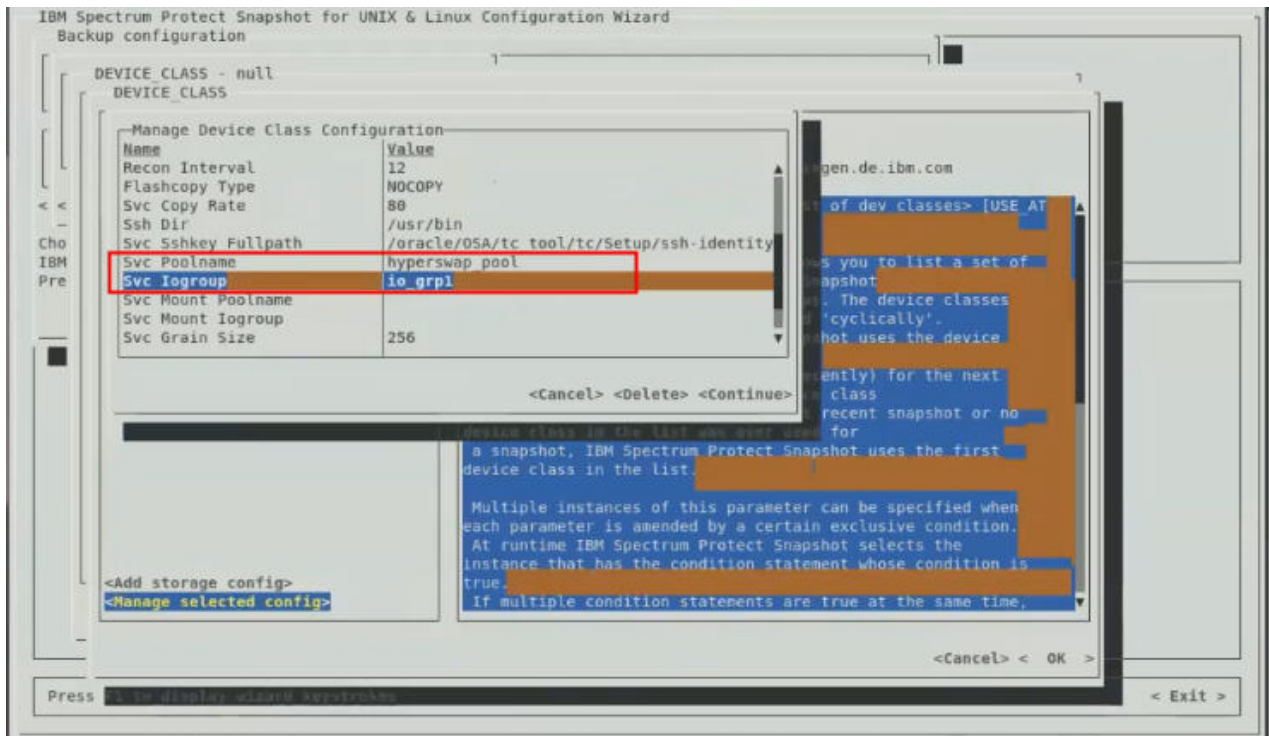 IBM Spectrum Protect Snapshot for UNIX & Linux Configuration Wizard
Backup configuration
DEVICE_CLASS - null
DEVICE_CLASS
Manage Device Class Configuration
Name Value
Recon Interval 12
Flashcopy Type NOCOPY
Svc Copy Rate 80
Ssh Dir /usr/bin
Svc Sshkey Fullpath /oracle/OSA/tc_tool/tc/Setup/ssh-identity
Svc Poolname hyperswap_pool
Svc Iogroup io_grp1
Svc Mount Poolname
Svc Mount Iogroup
Svc Grain Size 256
<Cancel> <Delete> <Continue>
gen.de.ibm.com
of dev classes> [USE_AT
s you to list a set of
apshot
. The device classes
'cyclically'.
hot uses the device
ently) for the next
class
recent snapshot or no
device class in the list was ever used for
a snapshot, IBM Spectrum Protect Snapshot uses the first
device class in the list.
Multiple instances of this parameter can be specified when
each parameter is amended by a certain exclusive condition.
At runtime IBM Spectrum Protect Snapshot selects the
instance that has the condition statement whose condition is
true.
If multiple condition statements are true at the same time,
< <
Cho
IBM
Pre
<Add storage config>
<Manage selected config>
<Cancel> < OK >
Press F1 to display wizard keystrokes
< Exit >